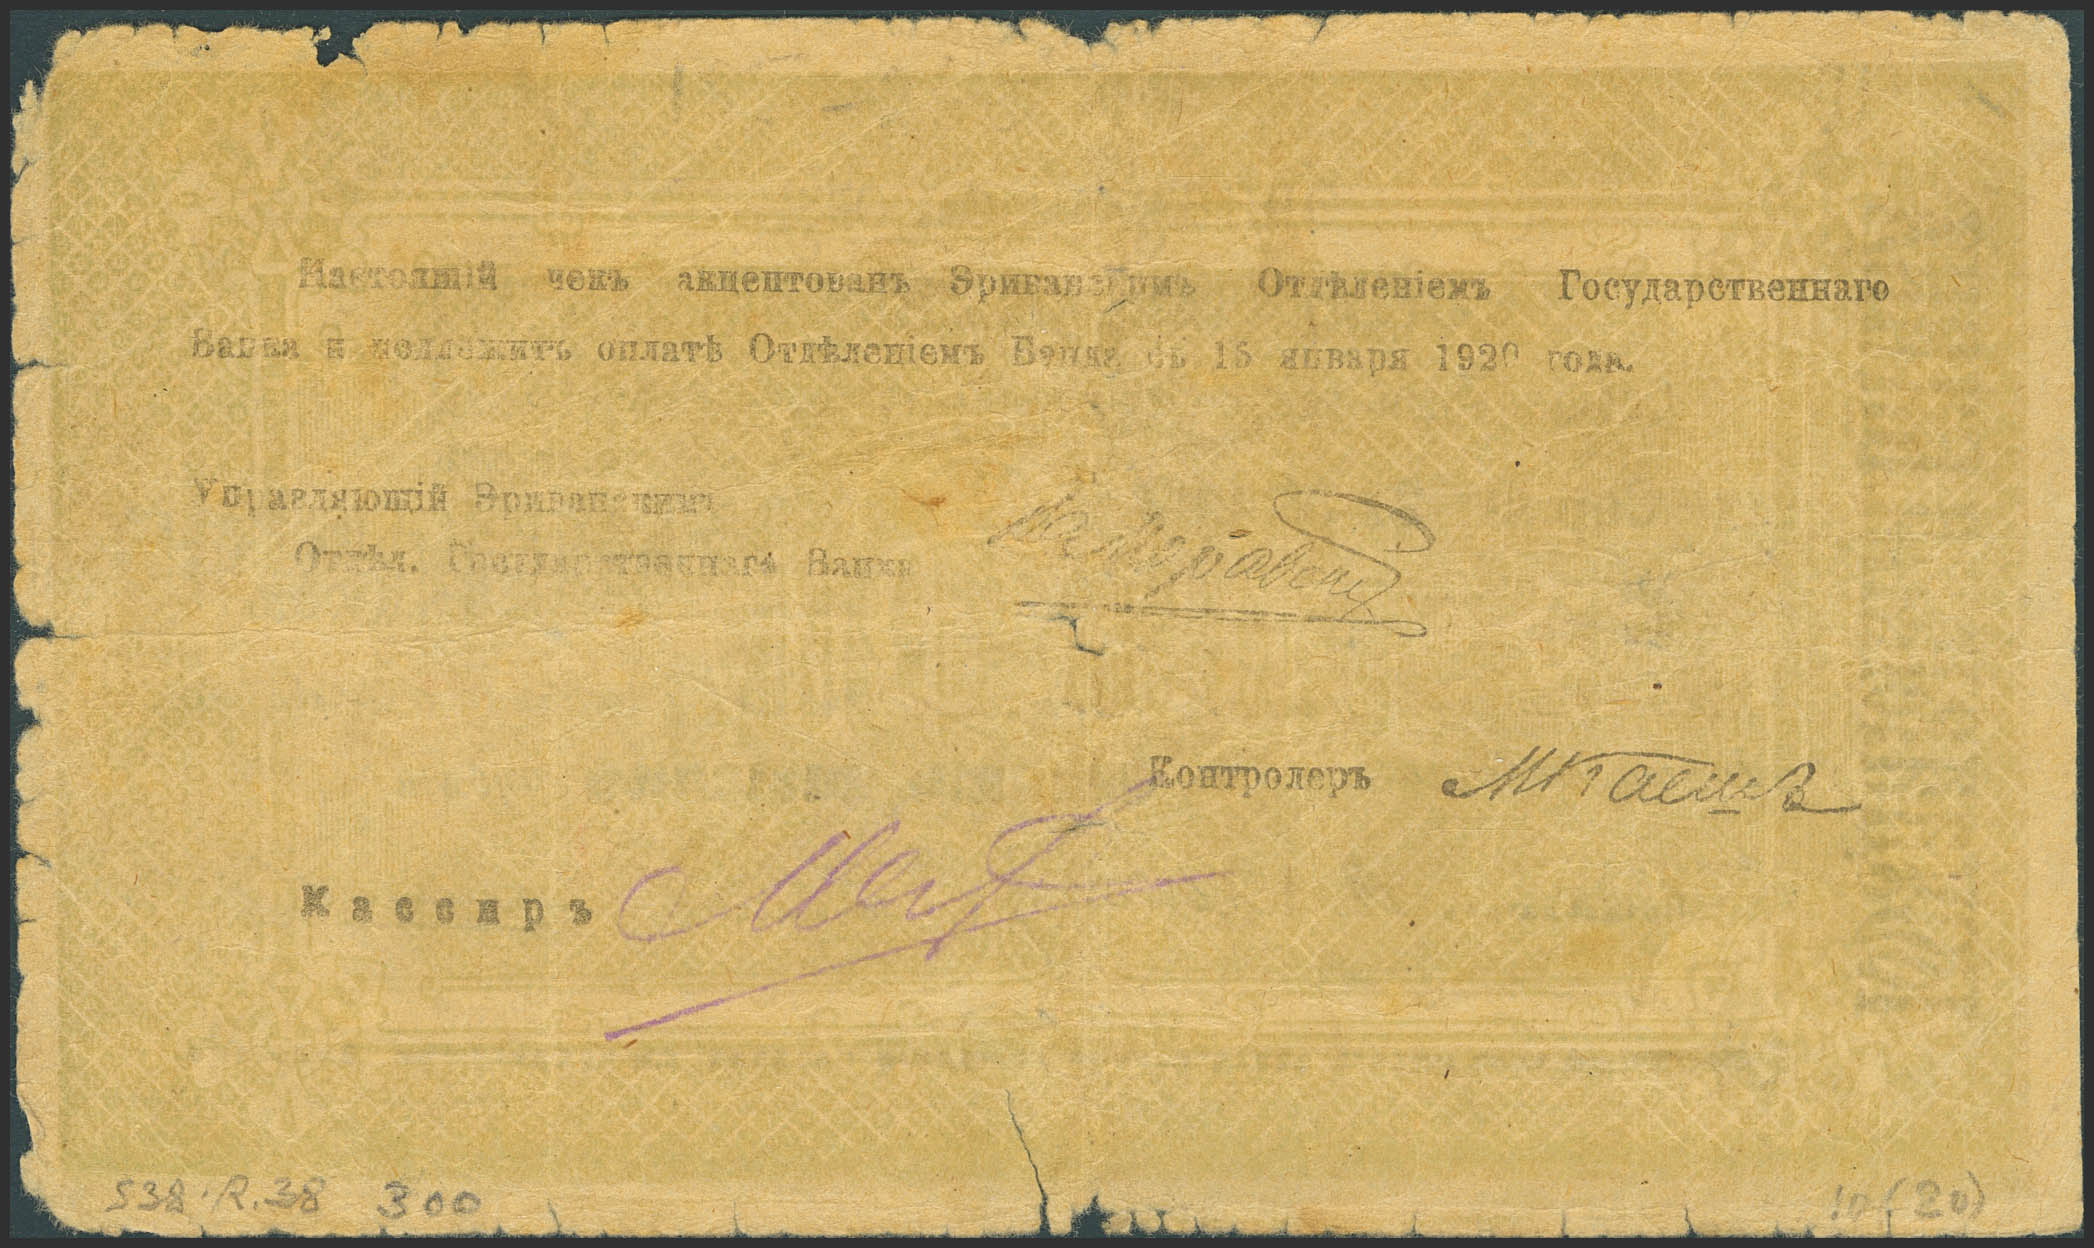 Настоящій чекъ акцептованъ Эриванскимъ Отдѣленіемъ Государственнаго
Банка и подлежитъ оплатѣ Отдѣленіемъ Банка съ 15 января 1920 года.
Управляющій Эриванскимъ
Отдѣл. Государственнаго Банка
Контролеръ
Кассиръ
538 R.38 300
10 (20)